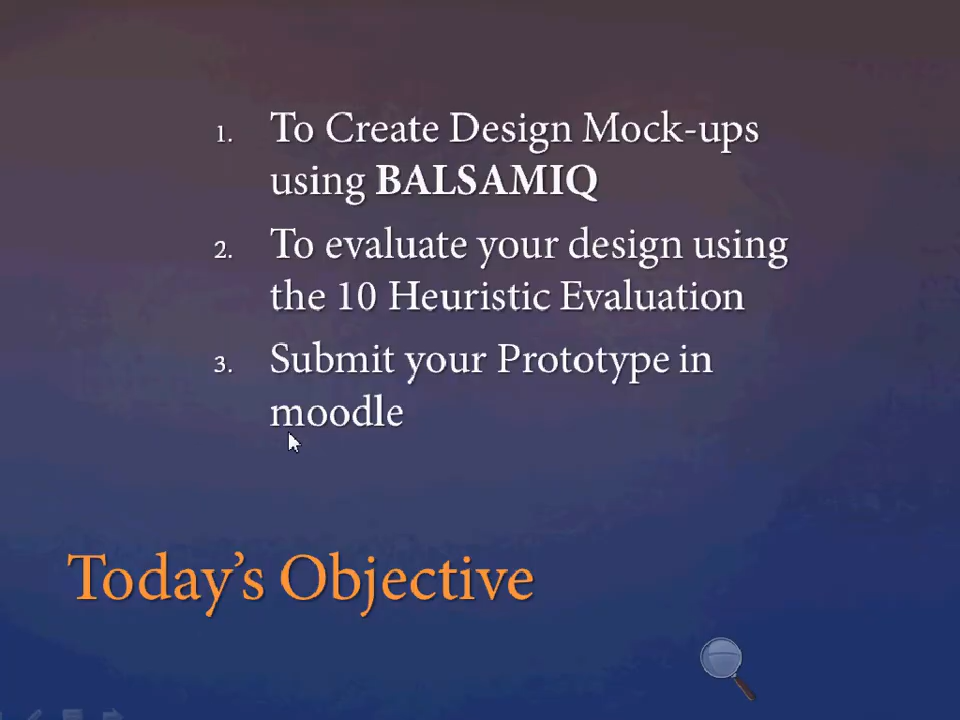 1. To Create Design Mock-ups
using BALSAMIQ
2. To evaluate your design using
the 10 Heuristic Evaluation
3. Submit your Prototype in
moodle
Today's Objective